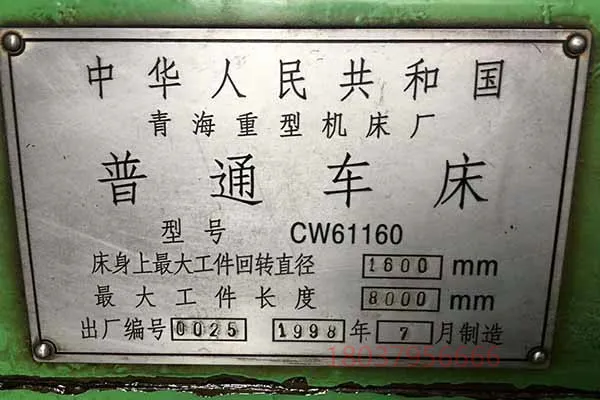 中华人民共和国
青海重型机床厂
普通车床
型号 CW61160
床身上最大工件回转直径 1600 mm
最大工件长度 8000 mm
出厂编号 0025 1998 年 7 月制造